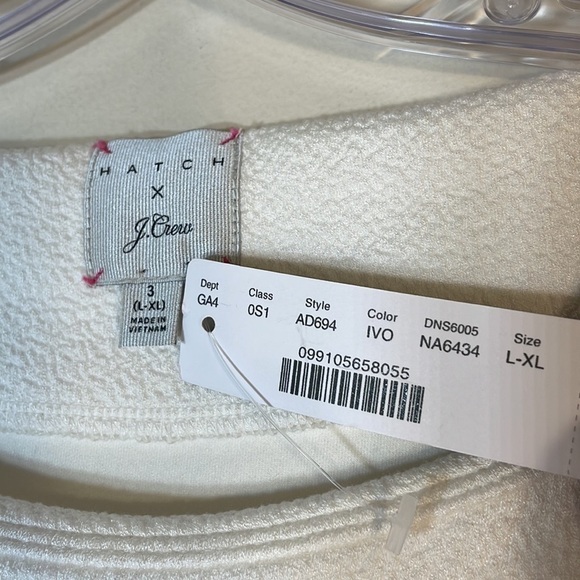 HATCH
X
J.Crew
3
(L-XL)
MADE IN
VIETNAM
Dept Class Style Color DNS6005 Size
GA4 0S1 AD694 IVO NA6434 L-XL
099105658055